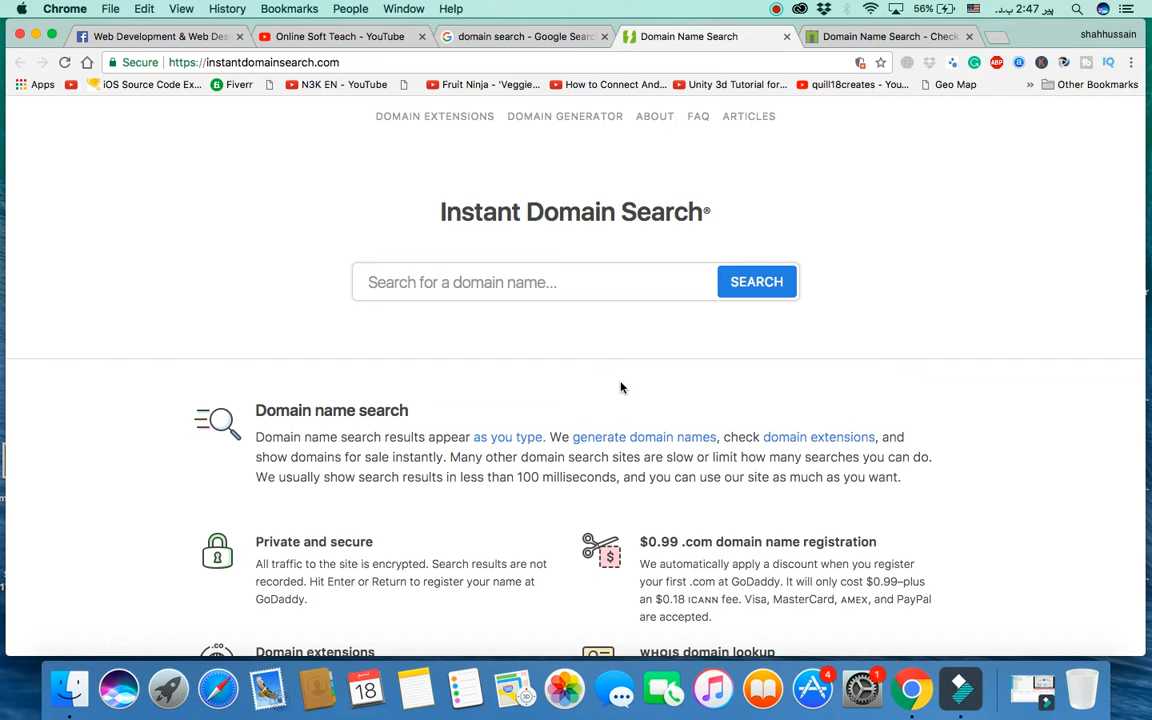 Chrome File Edit View History Bookmarks People Window Help 56% پیر 2:47 ب.د.
Web Development & Web Desi Online Soft Teach - YouTube domain search - Google Searc Domain Name Search Domain Name Search - Check shahhussain
Secure https://instantdomainsearch.com ABP IQ
Apps iOS Source Code Ex... Fiverr N3K EN - YouTube Fruit Ninja - 'Veggie... How to Connect And... Unity 3d Tutorial for... quill18creates - You... Geo Map » Other Bookmarks
DOMAIN EXTENSIONS DOMAIN GENERATOR ABOUT FAQ ARTICLES
Instant Domain Search®
Search for a domain name... SEARCH
Domain name search
Domain name search results appear as you type. We generate domain names, check domain extensions, and
show domains for sale instantly. Many other domain search sites are slow or limit how many searches you can do.
We usually show search results in less than 100 milliseconds, and you can use our site as much as you want.
Private and secure
All traffic to the site is encrypted. Search results are not
recorded. Hit Enter or Return to register your name at
GoDaddy.
$0.99 .com domain name registration
We automatically apply a discount when you register
your first .com at GoDaddy. It will only cost $0.99–plus
an $0.18 ICANN fee. Visa, MasterCard, AMEX, and PayPal
are accepted.
Domain extensions
WHOIS domain lookup
18 4 1